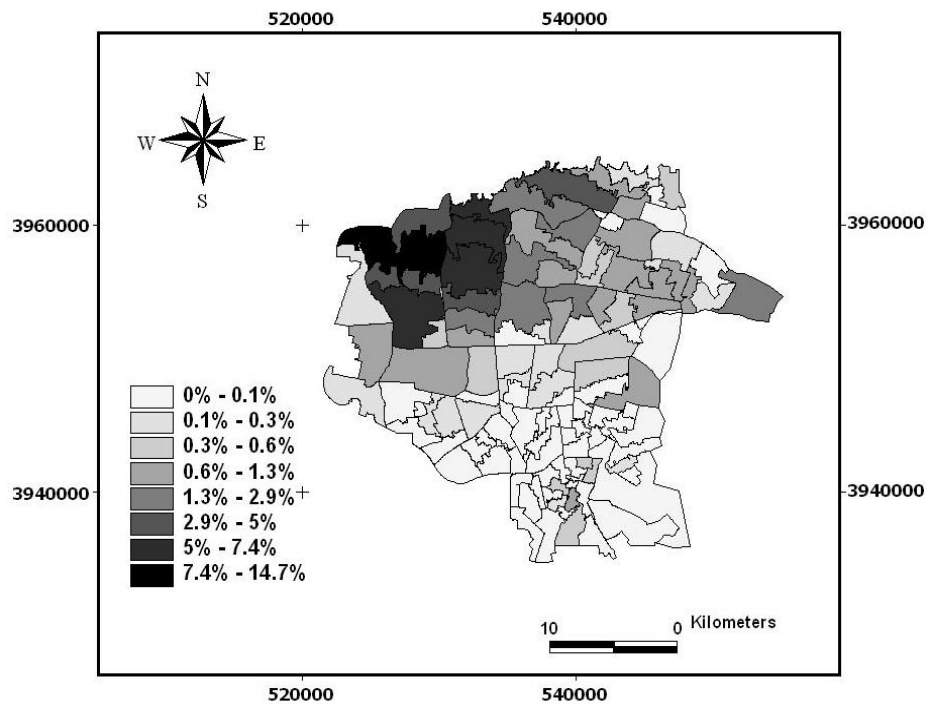 520000 540000
N
W E
S
3960000 3960000
0% - 0.1%
0.1% - 0.3%
0.3% - 0.6%
0.6% - 1.3%
1.3% - 2.9%
2.9% - 5%
5% - 7.4%
7.4% - 14.7%
3940000 3940000
10 0 Kilometers
520000 540000